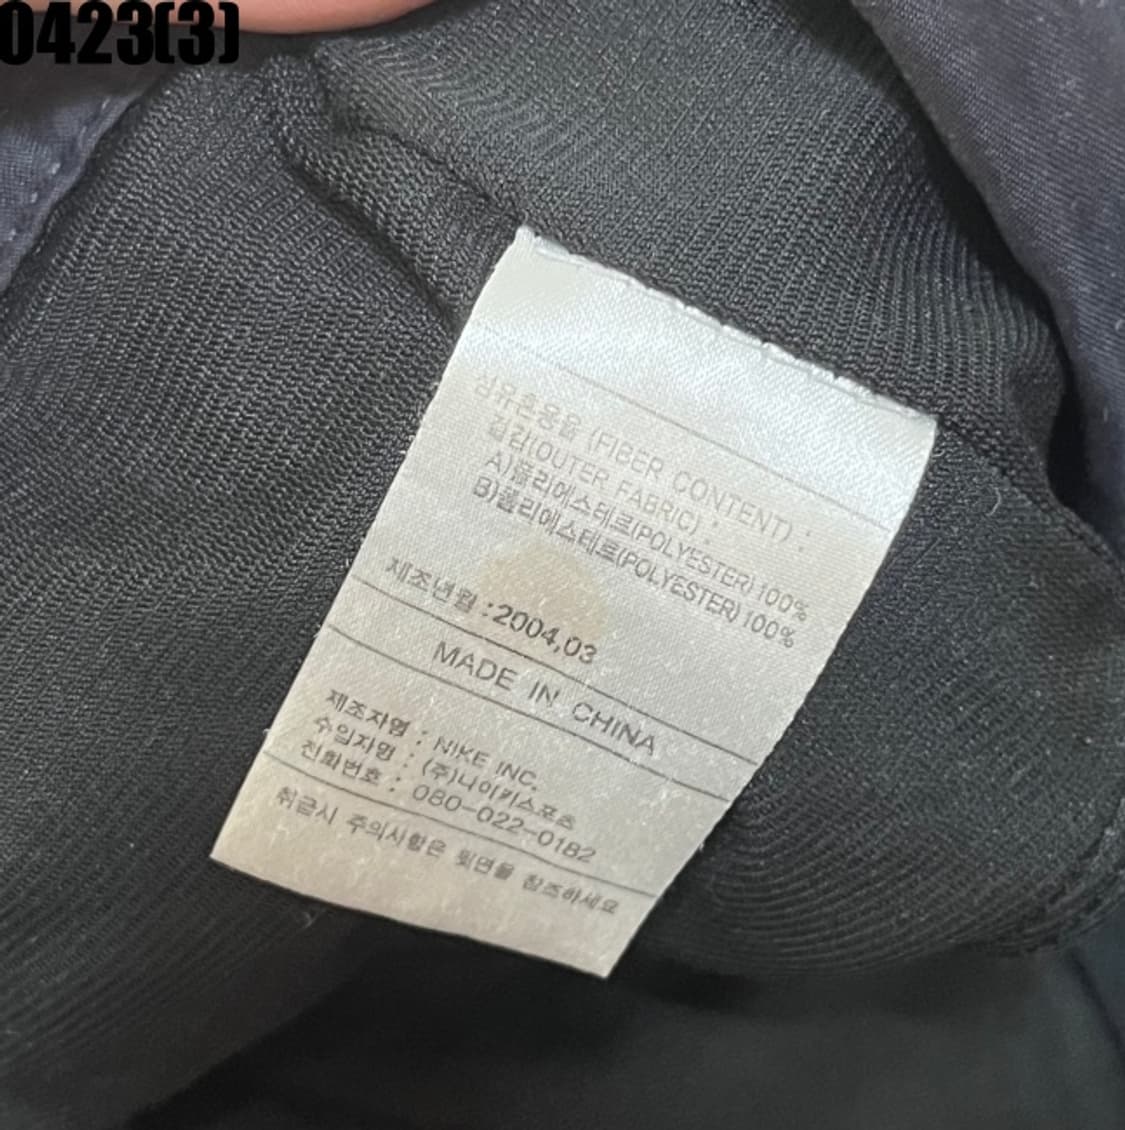 0423(3)
섬유혼용율 (FIBER CONTENT) :
겉감(OUTER FABRIC) :
A)폴리에스테르(POLYESTER)100%
B)폴리에스테르(POLYESTER)100%
제조년월 :2004,03
MADE IN CHINA
제조자명 : NIKE INC.
수입자명 : (주)나이키스포츠
전화번호 : 080-022-0182
취급시 주의사항은 뒷면을 참조하세요